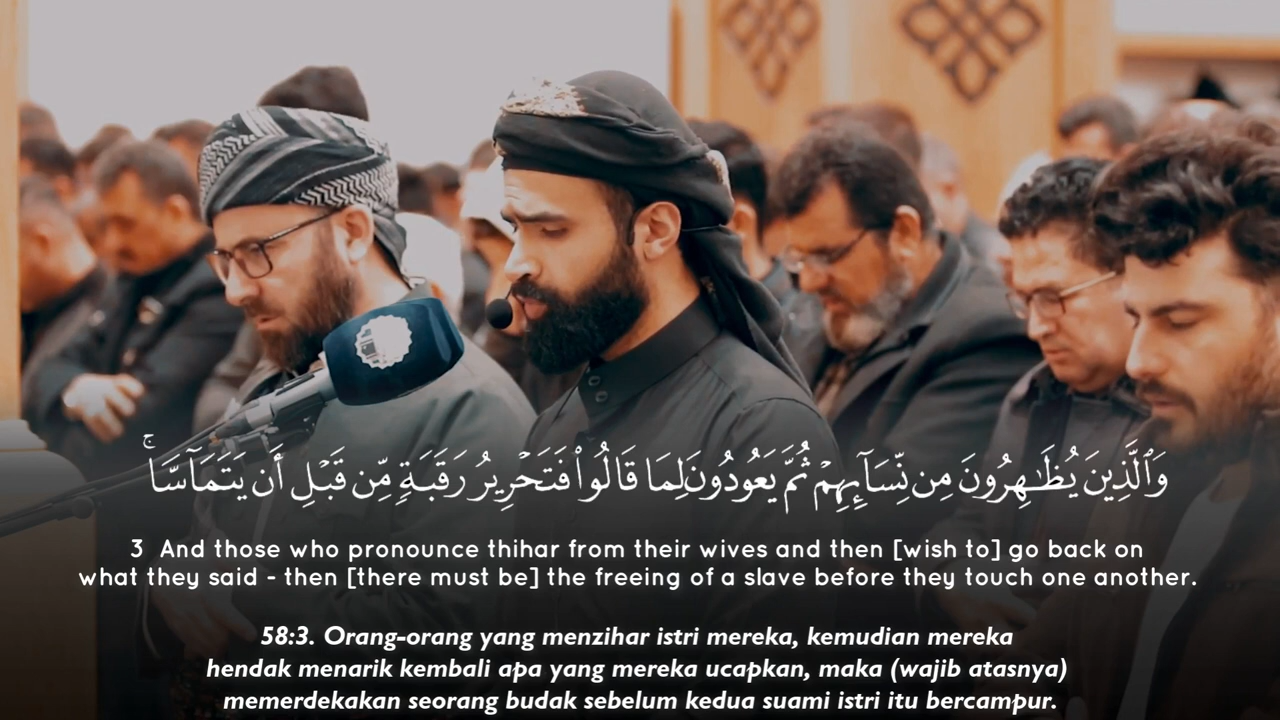 وَٱلَّذِينَ يُظَٰهِرُونَ مِن نِّسَآئِهِمْ ثُمَّ يَعُودُونَ لِمَا قَالُوا۟ فَتَحْرِيرُ رَقَبَةٍ مِّن قَبْلِ أَن يَتَمَآسَّا ۚ
3 And those who pronounce thihar from their wives and then [wish to] go back on
what they said - then [there must be] the freeing of a slave before they touch one another.
58:3. Orang-orang yang menzihar istri mereka, kemudian mereka
hendak menarik kembali apa yang mereka ucapkan, maka (wajib atasnya)
memerdekakan seorang budak sebelum kedua suami istri itu bercampur.